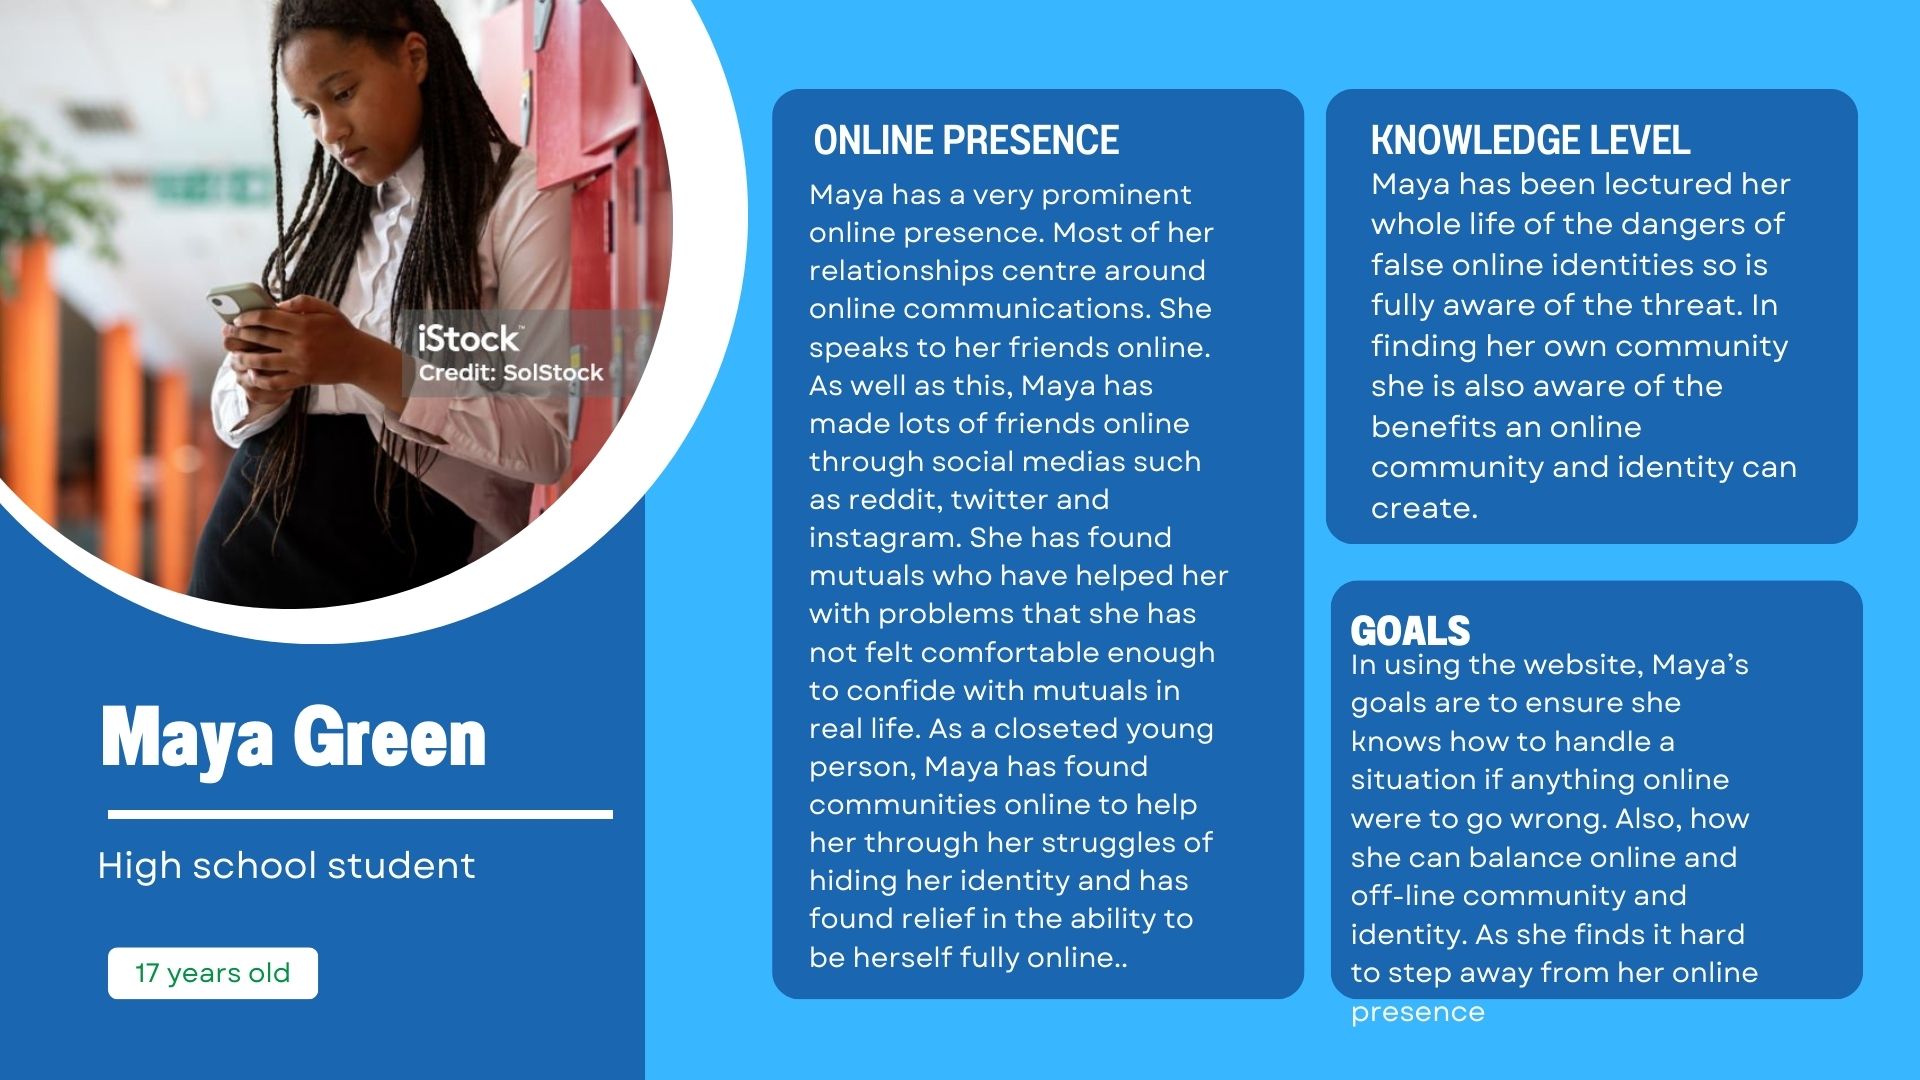 iStock™
Credit: SolStock
Maya Green
High school student
17 years old
ONLINE PRESENCE
Maya has a very prominent
online presence. Most of her
relationships centre around
online communications. She
speaks to her friends online.
As well as this, Maya has
made lots of friends online
through social medias such
as reddit, twitter and
instagram. She has found
mutuals who have helped her
with problems that she has
not felt comfortable enough
to confide with mutuals in
real life. As a closeted young
person, Maya has found
communities online to help
her through her struggles of
hiding her identity and has
found relief in the ability to
be herself fully online..
KNOWLEDGE LEVEL
Maya has been lectured her
whole life of the dangers of
false online identities so is
fully aware of the threat. In
finding her own community
she is also aware of the
benefits an online
community and identity can
create.
GOALS
In using the website, Maya’s
goals are to ensure she
knows how to handle a
situation if anything online
were to go wrong. Also, how
she can balance online and
off-line community and
identity. As she finds it hard
to step away from her online
presence